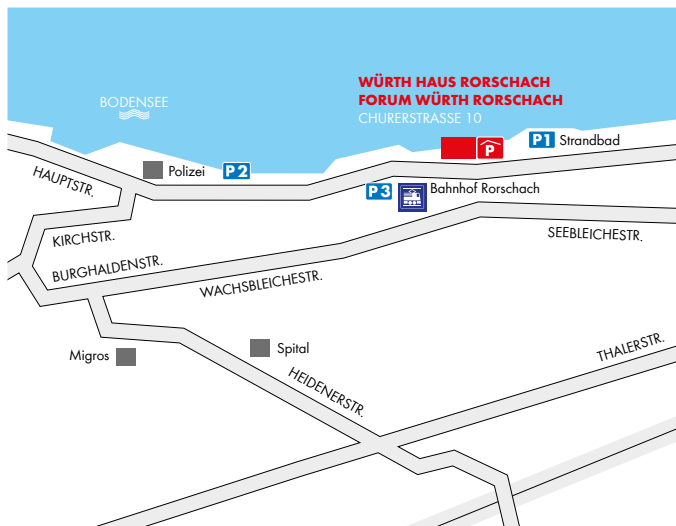 WÜRTH HAUS RORSCHACH
FORUM WÜRTH RORSCHACH
CHURERSTRASSE 10
BODENSEE
P
P1 Strandbad
Polizei P2
HAUPTSTR.
P3 Bahnhof Rorschach
KIRCHSTR.
SEEBLEICHESTR.
BURGHALDENSTR.
WACHSBLEICHESTR.
Migros
Spital
THALERSTR.
HEIDENERSTR.